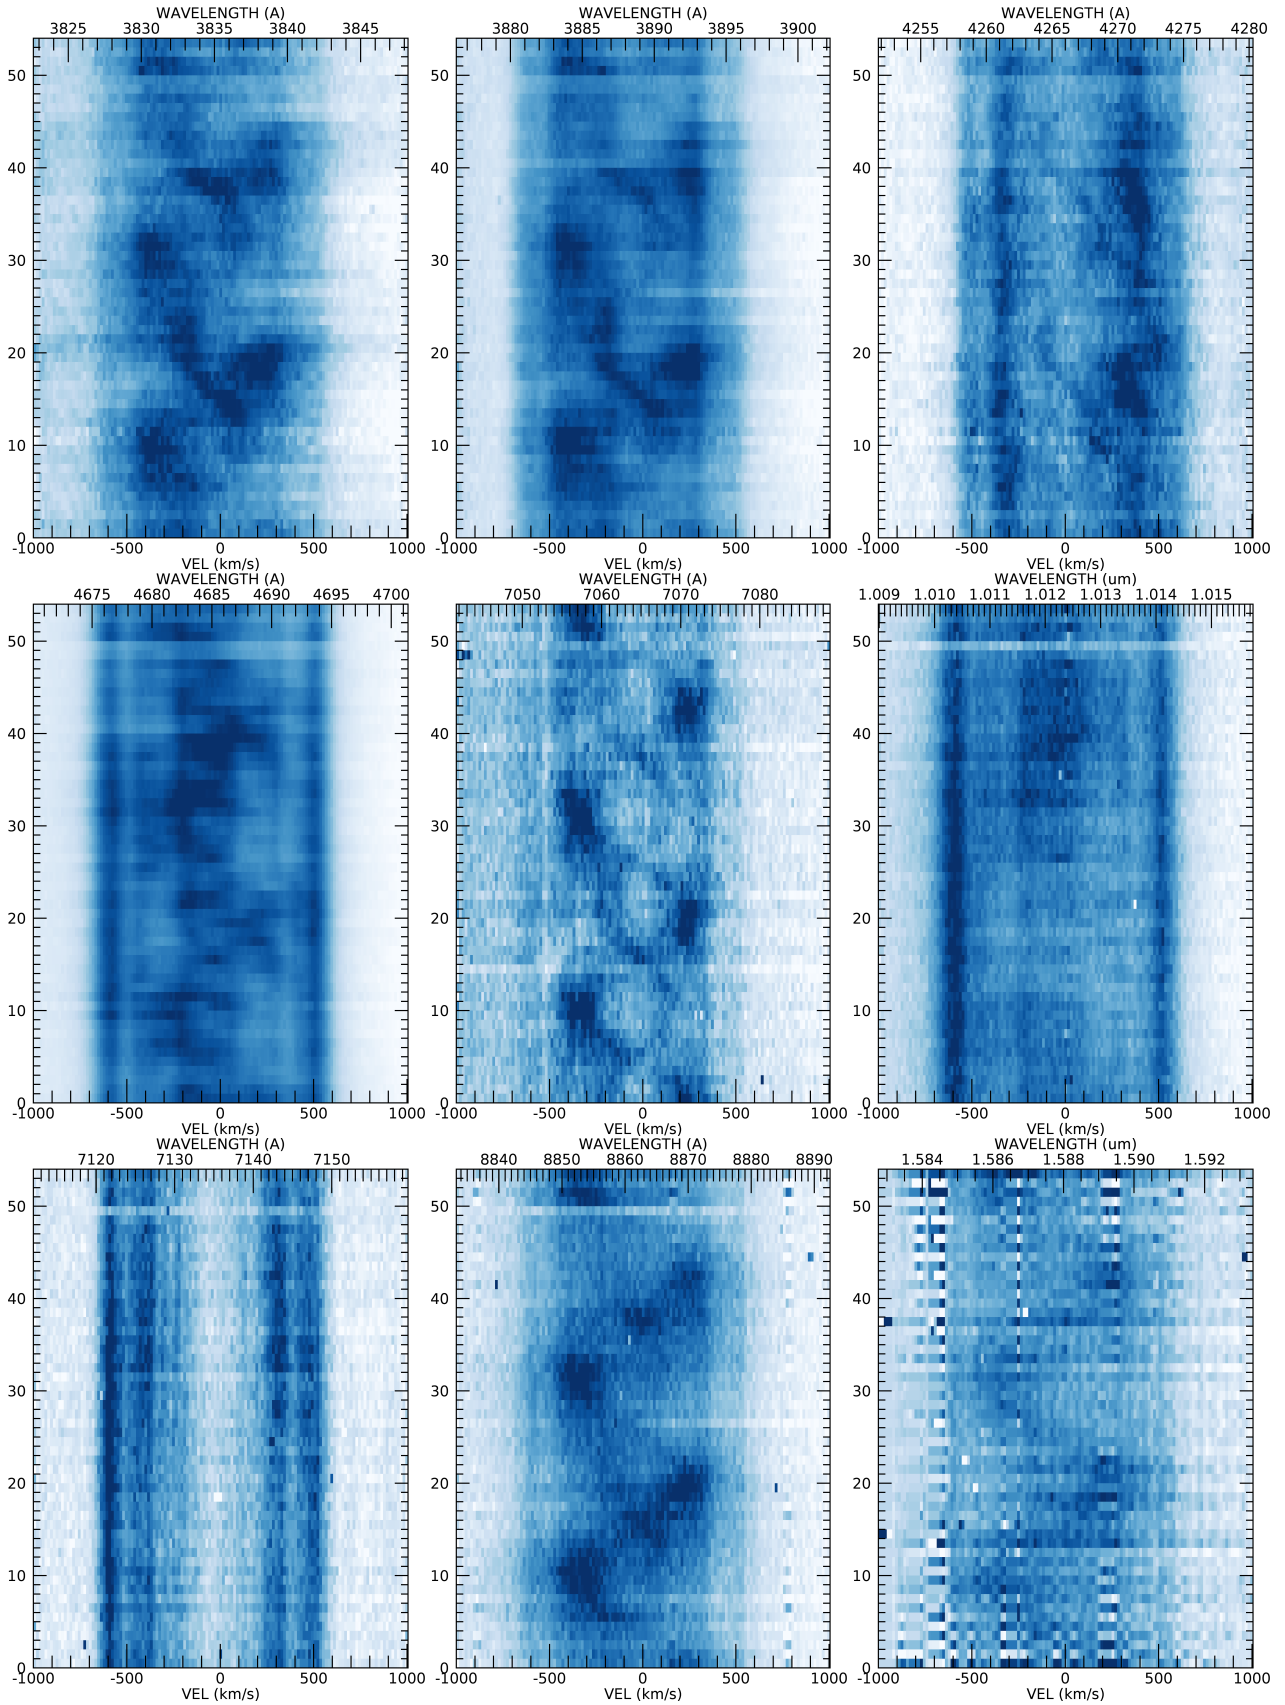 WAVELENGTH (A) WAVELENGTH (A) WAVELENGTH (A)
3825 3830 3835 3840 3845 3880 3885 3890 3895 3900 4255 4260 4265 4270 4275 4280
50 50 50
40 40 40
30 30 30
20 20 20
10 10 10
0 0 0
-1000 -500 0 500 1000 -1000 -500 0 500 1000 -1000 -500 0 500 1000
VEL (km/s) VEL (km/s) VEL (km/s)
WAVELENGTH (A) WAVELENGTH (A) WAVELENGTH (um)
4675 4680 4685 4690 4695 4700 7050 7060 7070 7080 1.009 1.010 1.011 1.012 1.013 1.014 1.015
50 50 50
40 40 40
30 30 30
20 20 20
10 10 10
0 0 0
-1000 -500 0 500 1000 -1000 -500 0 500 1000 -1000 -500 0 500 1000
VEL (km/s) VEL (km/s) VEL (km/s)
WAVELENGTH (A) WAVELENGTH (A) WAVELENGTH (um)
7120 7130 7140 7150 8840 8850 8860 8870 8880 8890 1.584 1.586 1.588 1.590 1.592
50 50 50
40 40 40
30 30 30
20 20 20
10 10 10
0 0 0
-1000 -500 0 500 1000 -1000 -500 0 500 1000 -1000 -500 0 500 1000
VEL (km/s) VEL (km/s) VEL (km/s)